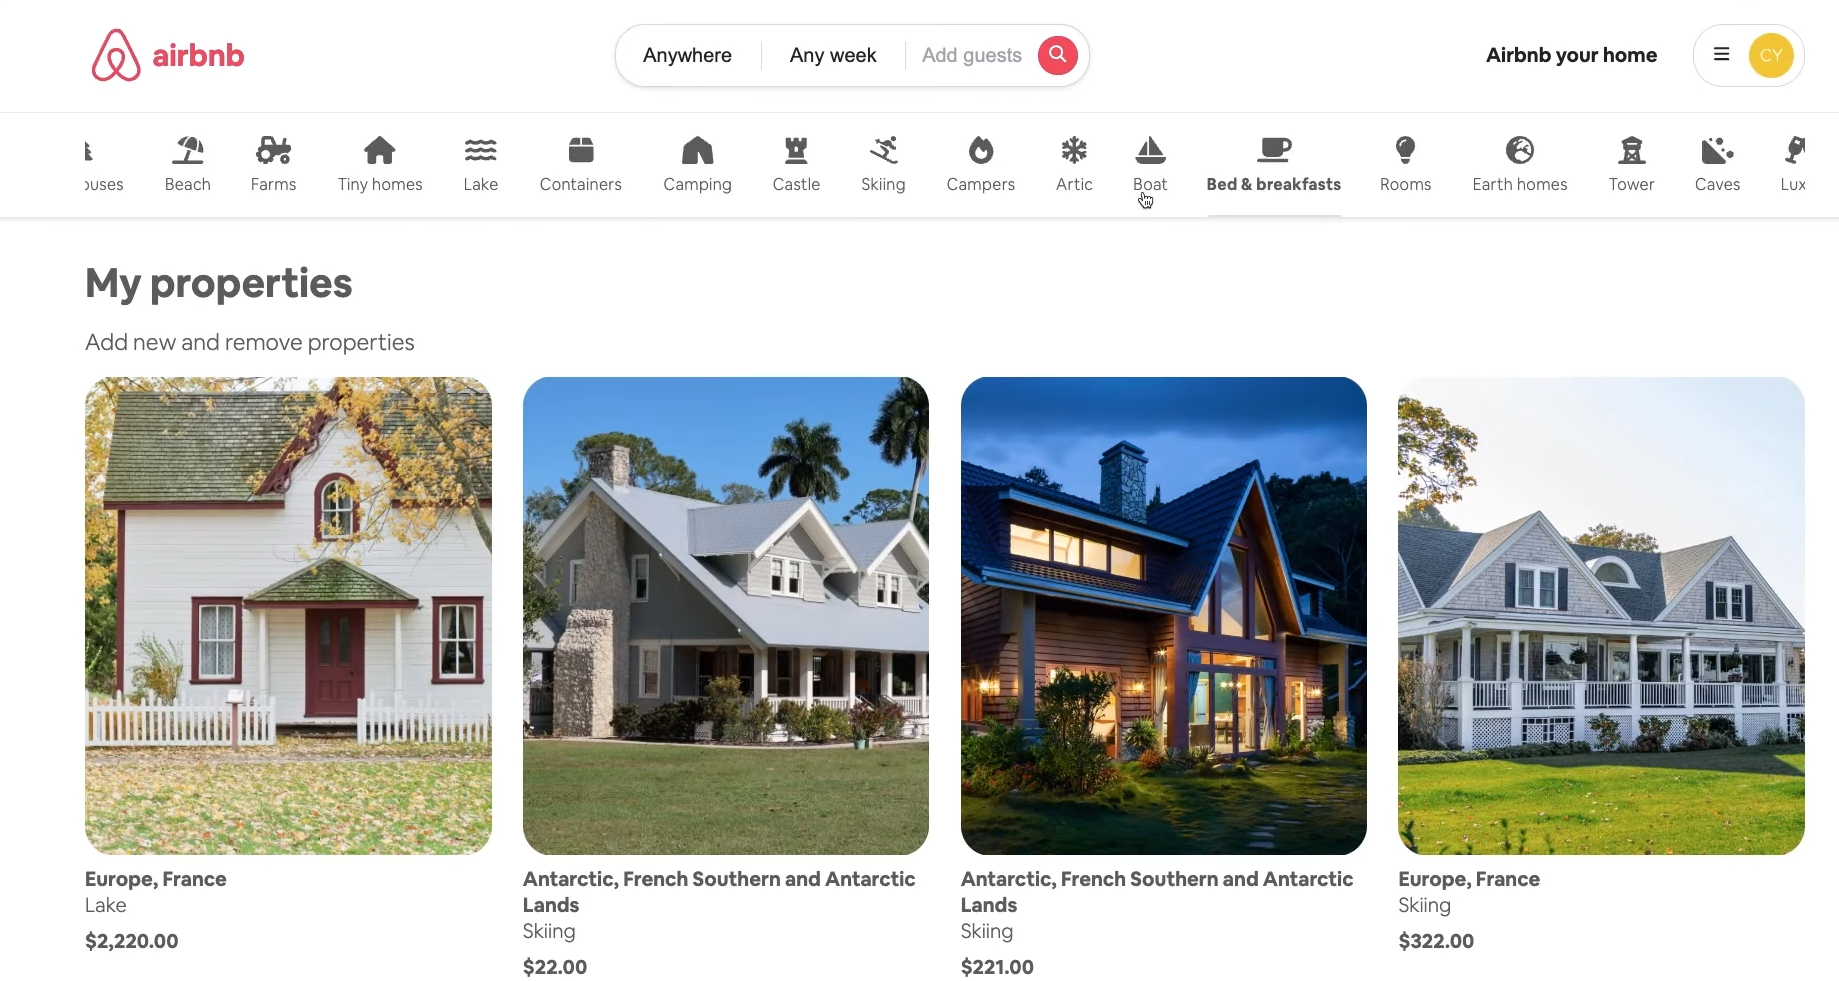 airbnb
Anywhere
Any week
Add guests
Airbnb your home
CY
ouses
Beach
Farms
Tiny homes
Lake
Containers
Camping
Castle
Skiing
Campers
Artic
Boat
Bed & breakfasts
Rooms
Earth homes
Tower
Caves
Lux
My properties
Add new and remove properties
Europe, France
Lake
$2,220.00
Antarctic, French Southern and Antarctic
Lands
Skiing
$22.00
Antarctic, French Southern and Antarctic
Lands
Skiing
$221.00
Europe, France
Skiing
$322.00